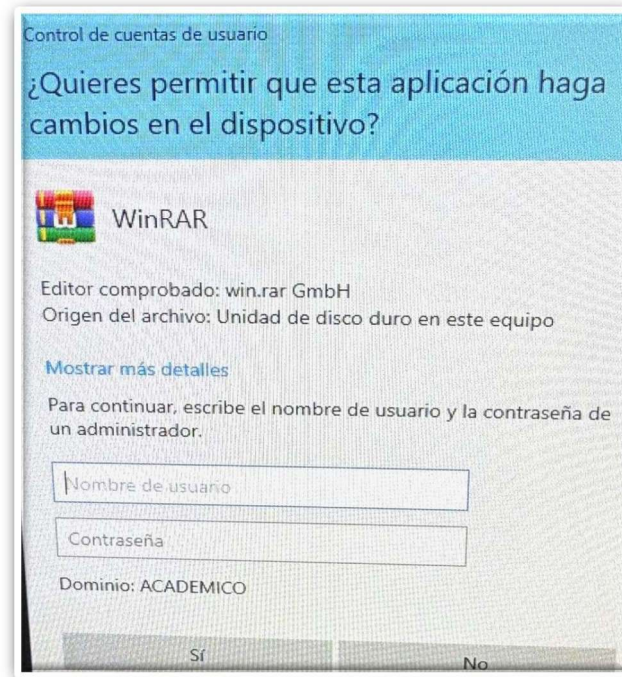 Control de cuentas de usuario
¿Quieres permitir que esta aplicación haga
cambios en el dispositivo?
WinRAR
Editor comprobado: win.rar GmbH
Origen del archivo: Unidad de disco duro en este equipo
Mostrar más detalles
Para continuar, escribe el nombre de usuario y la contraseña de
un administrador.
Nombre de usuario
Contraseña
Dominio: ACADEMICO
Sí
No